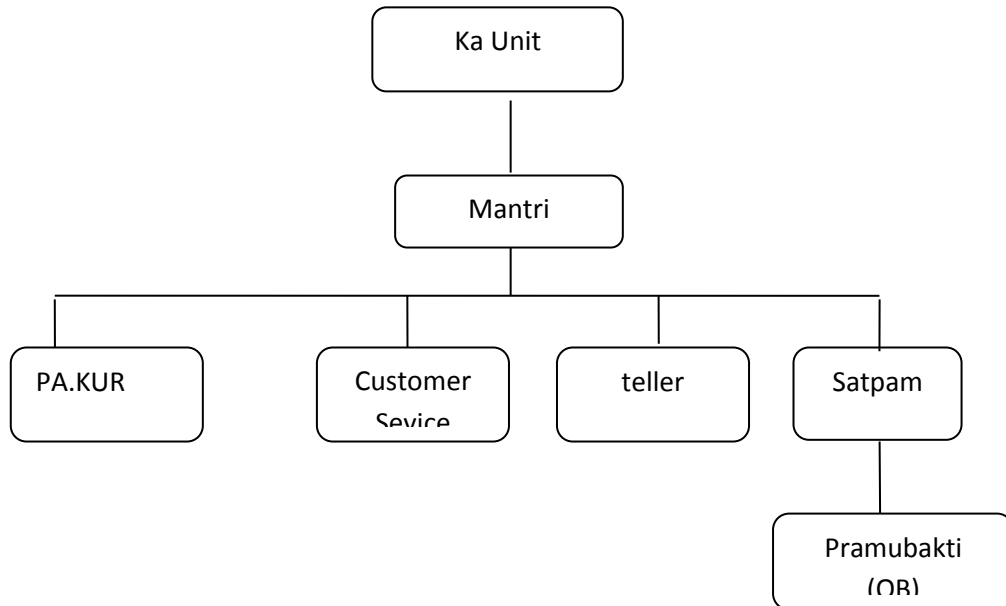 Ka Unit
Mantri
PA.KUR
Customer
Sevice
teller
Satpam
Pramubakti
(OB)